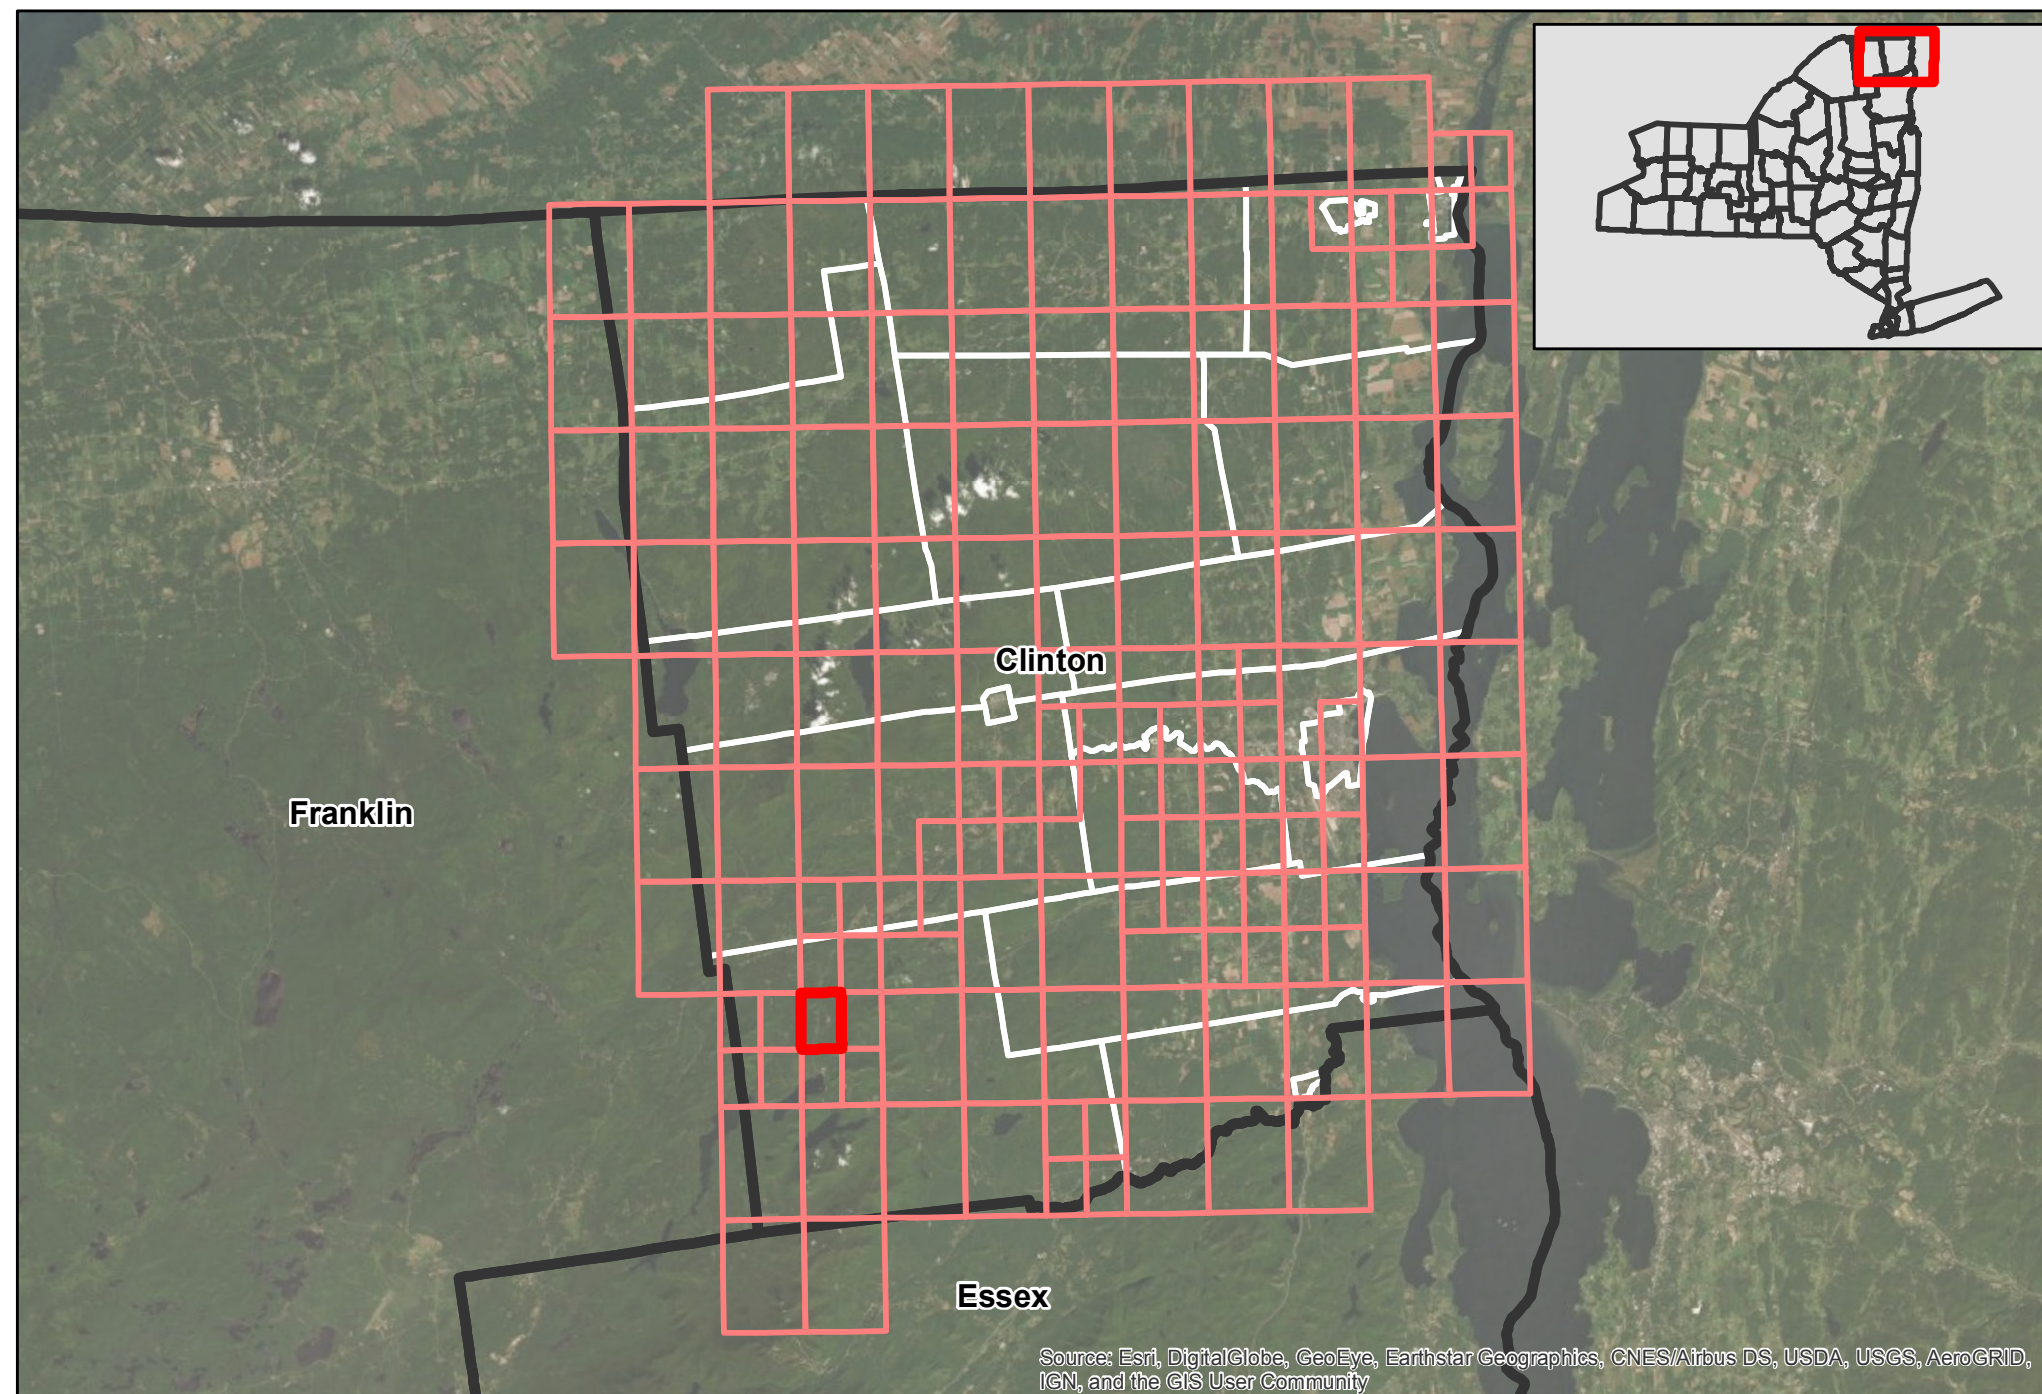 Clinton
Franklin
Essex
Source: Esri, DigitalGlobe, GeoEye, Earthstar Geographics, CNES/Airbus DS, USDA, USGS, AeroGRID,
IGN, and the GIS User Community